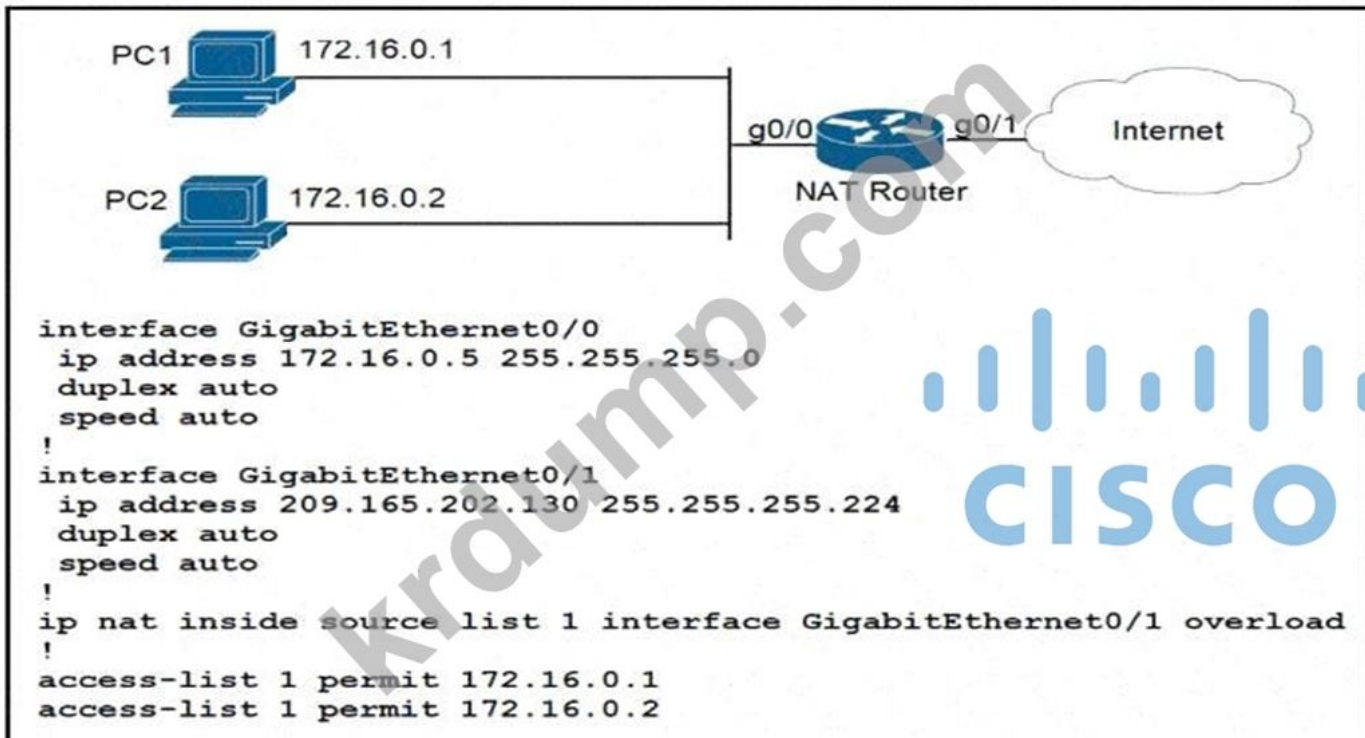 PC1 172.16.0.1
g0/0 g0/1 Internet
PC2 172.16.0.2 NAT Router
interface GigabitEthernet0/0
ip address 172.16.0.5 255.255.255.0
duplex auto
speed auto
!
interface GigabitEthernet0/1
ip address 209.165.202.130 255.255.255.224
duplex auto
speed auto
!
ip nat inside source list 1 interface GigabitEthernet0/1 overload
!
access-list 1 permit 172.16.0.1
access-list 1 permit 172.16.0.2
CISCO
krdump.com